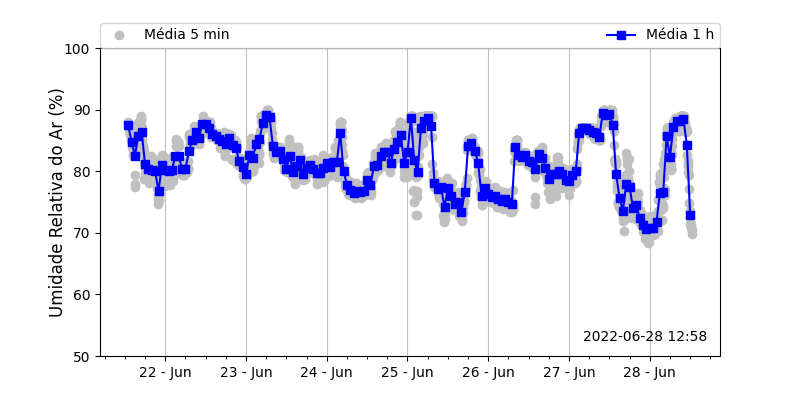 Média 5 min
Média 1 h
Umidade Relativa do Ar (%)
100
90
80
70
60
50
2022-06-28 12:58
22 - Jun
23 - Jun
24 - Jun
25 - Jun
26 - Jun
27 - Jun
28 - Jun